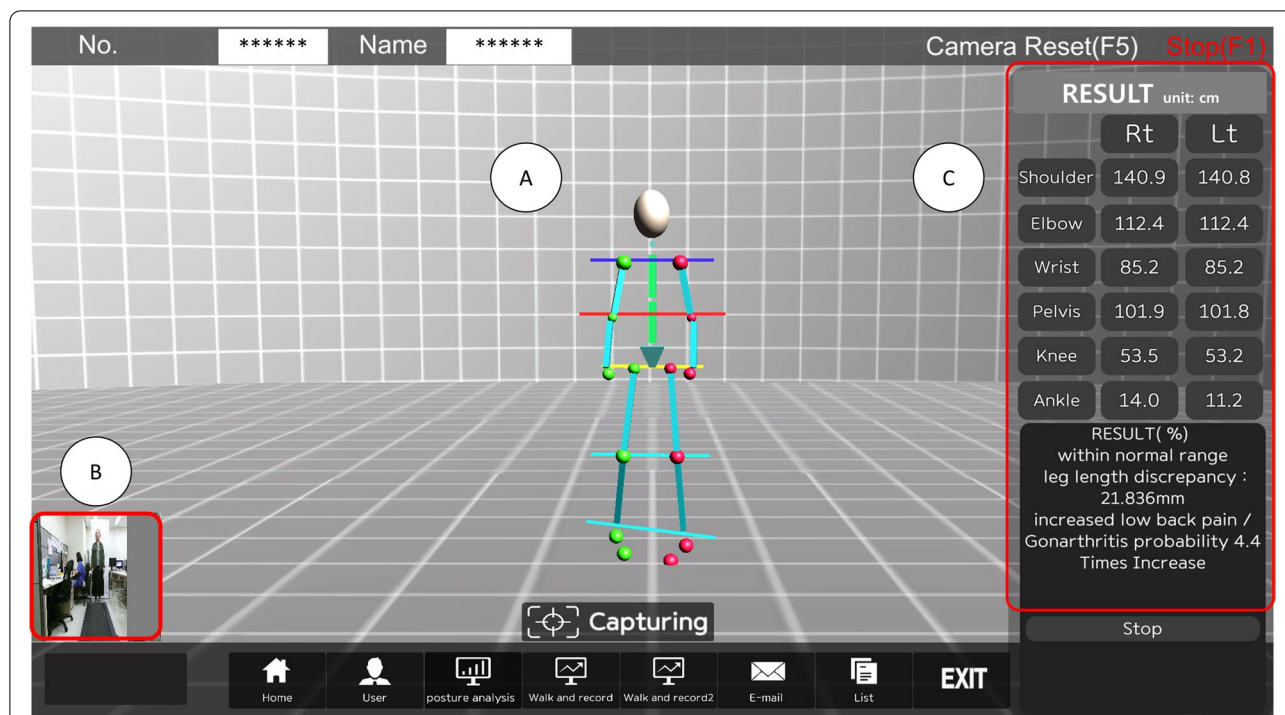 No. ****** Name ****** Camera Reset(F5) Stop(F1)
A
B
C
RESULT unit: cm
Rt Lt
Shoulder 140.9 140.8
Elbow 112.4 112.4
Wrist 85.2 85.2
Pelvis 101.9 101.8
Knee 53.5 53.2
Ankle 14.0 11.2
RESULT( %)
within normal range
leg length discrepancy :
21.836mm
increased low back pain /
Gonarthritis probability 4.4
Times Increase
Stop
Capturing
Home User posture analysis Walk and record Walk and record2 E-mail List EXIT